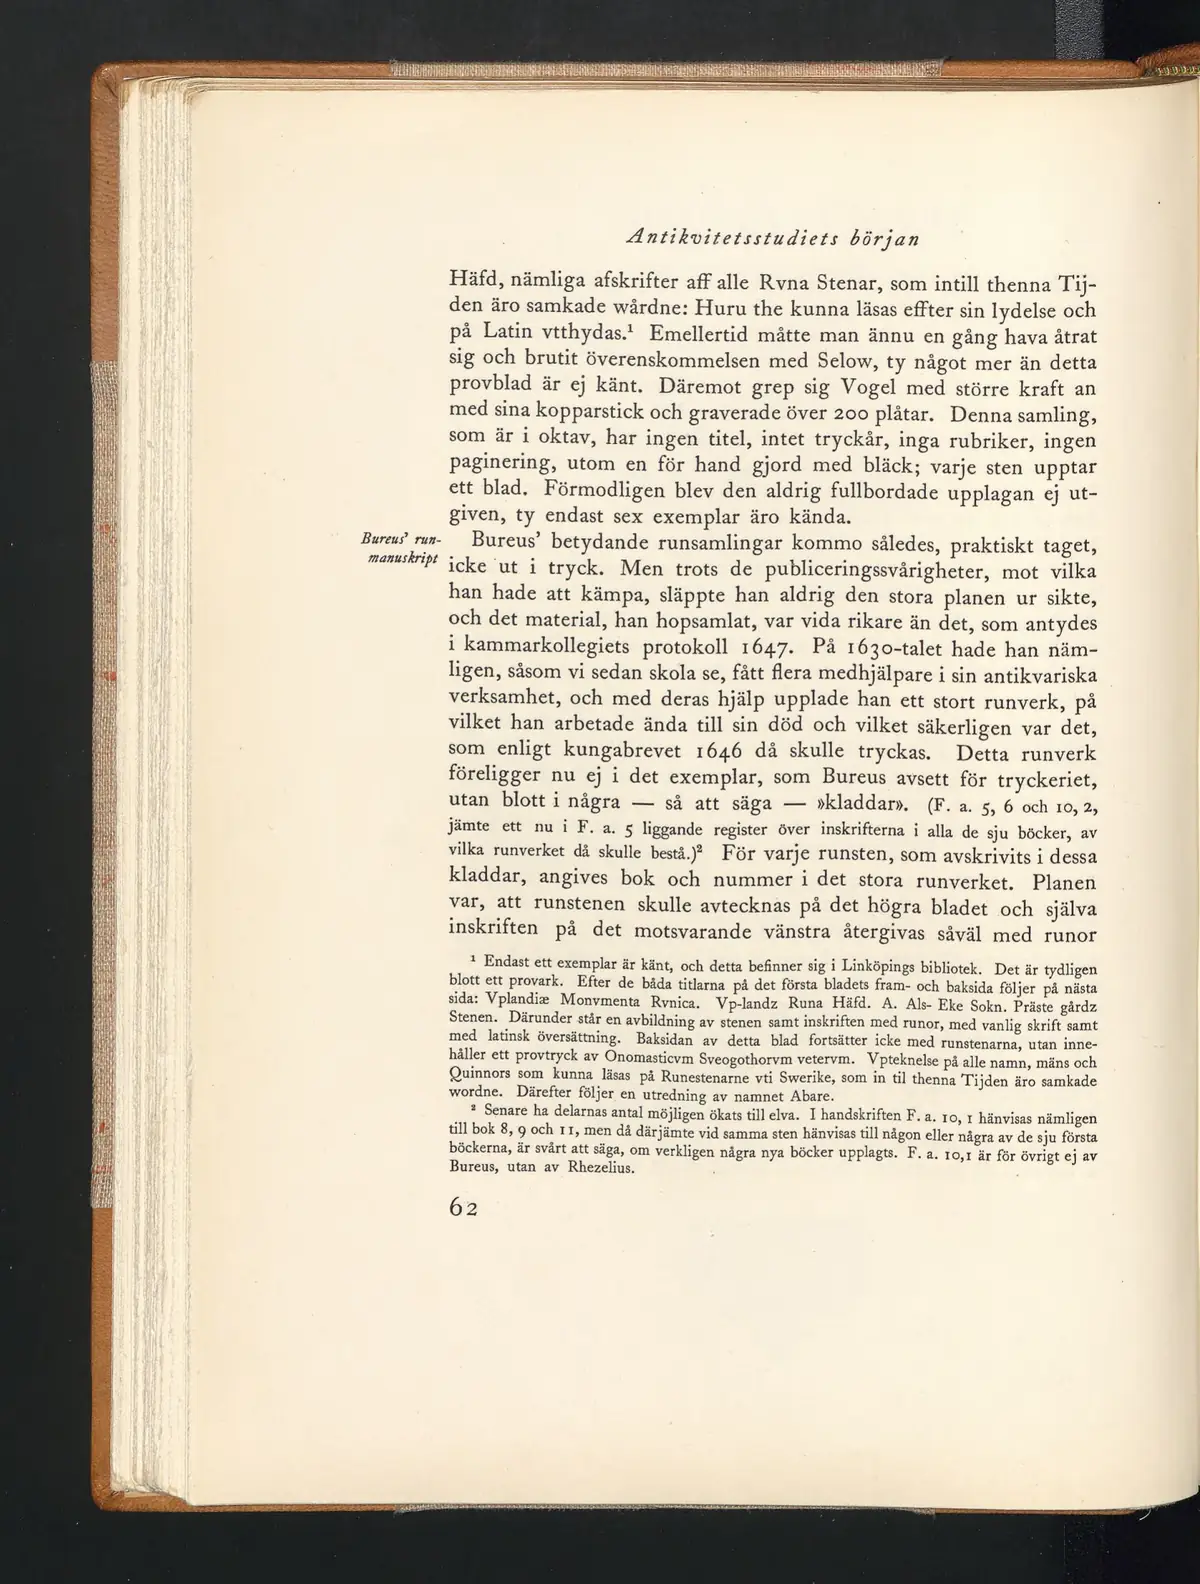 Antikvitetsstudiets början
Häfd, nämliga afskrifter aff alle Rvna Stenar, som intill thenna Tij-
den äro samkade wårdne: Huru the kunna läsas effter sin lydelse och
på Latin vtthydas.¹ Emellertid måtte man ännu en gång hava åtrat
sig och brutit överenskommelsen med Selow, ty något mer än detta
provblad är ej känt. Däremot grep sig Vogel med större kraft an
med sina kopparstick och graverade över 200 plåtar. Denna samling,
som är i oktav, har ingen titel, intet tryckår, inga rubriker, ingen
paginering, utom en för hand gjord med bläck; varje sten upptar
ett blad. Förmodligen blev den aldrig fullbordade upplagan ej ut-
given, ty endast sex exemplar äro kända.
Bureus' run-
manuskript
Bureus' betydande runsamlingar kommo således, praktiskt taget,
icke ut i tryck. Men trots de publiceringssvårigheter, mot vilka
han hade att kämpa, släppte han aldrig den stora planen ur sikte,
och det material, han hopsamlat, var vida rikare än det, som antydes
i kammarkollegiets protokoll 1647. På 1630-talet hade han näm-
ligen, såsom vi sedan skola se, fått flera medhjälpare i sin antikvariska
verksamhet, och med deras hjälp upplade han ett stort runverk, på
vilket han arbetade ända till sin död och vilket säkerligen var det,
som enligt kungabrevet 1646 då skulle tryckas. Detta runverk
föreligger nu ej i det exemplar, som Bureus avsett för tryckeriet,
utan blott i några — så att säga — »kladdar». (F. a. 5, 6 och 10, 2,
jämte ett nu i F. a. 5 liggande register över inskrifterna i alla de sju böcker, av
vilka runverket då skulle bestå.)² För varje runsten, som avskrivits i dessa
kladdar, angives bok och nummer i det stora runverket. Planen
var, att runstenen skulle avtecknas på det högra bladet och själva
inskriften på det motsvarande vänstra återgivas såväl med runor
¹ Endast ett exemplar är känt, och detta befinner sig i Linköpings bibliotek. Det är tydligen
blott ett provark. Efter de båda titlarna på det första bladets fram- och baksida följer på nästa
sida: Vplandiæ Monvmenta Rvnica. Vp-landz Runa Häfd. A. Als- Eke Sokn. Präste gårdz
Stenen. Därunder står en avbildning av stenen samt inskriften med runor, med vanlig skrift samt
med latinsk översättning. Baksidan av detta blad fortsätter icke med runstenarna, utan inne-
håller ett provtryck av Onomasticvm Sveogothorvm vetervm. Vpteknelse på alle namn, mäns och
Quinnors som kunna läsas på Runestenarne vti Swerike, som in til thenna Tijden äro samkade
wordne. Därefter följer en utredning av namnet Abare.
² Senare ha delarnas antal möjligen ökats till elva. I handskriften F. a. 10, 1 hänvisas nämligen
till bok 8, 9 och 11, men då därjämte vid samma sten hänvisas till någon eller några av de sju första
böckerna, är svårt att säga, om verkligen några nya böcker upplagts. F. a. 10,1 är för övrigt ej av
Bureus, utan av Rhezelius.
62